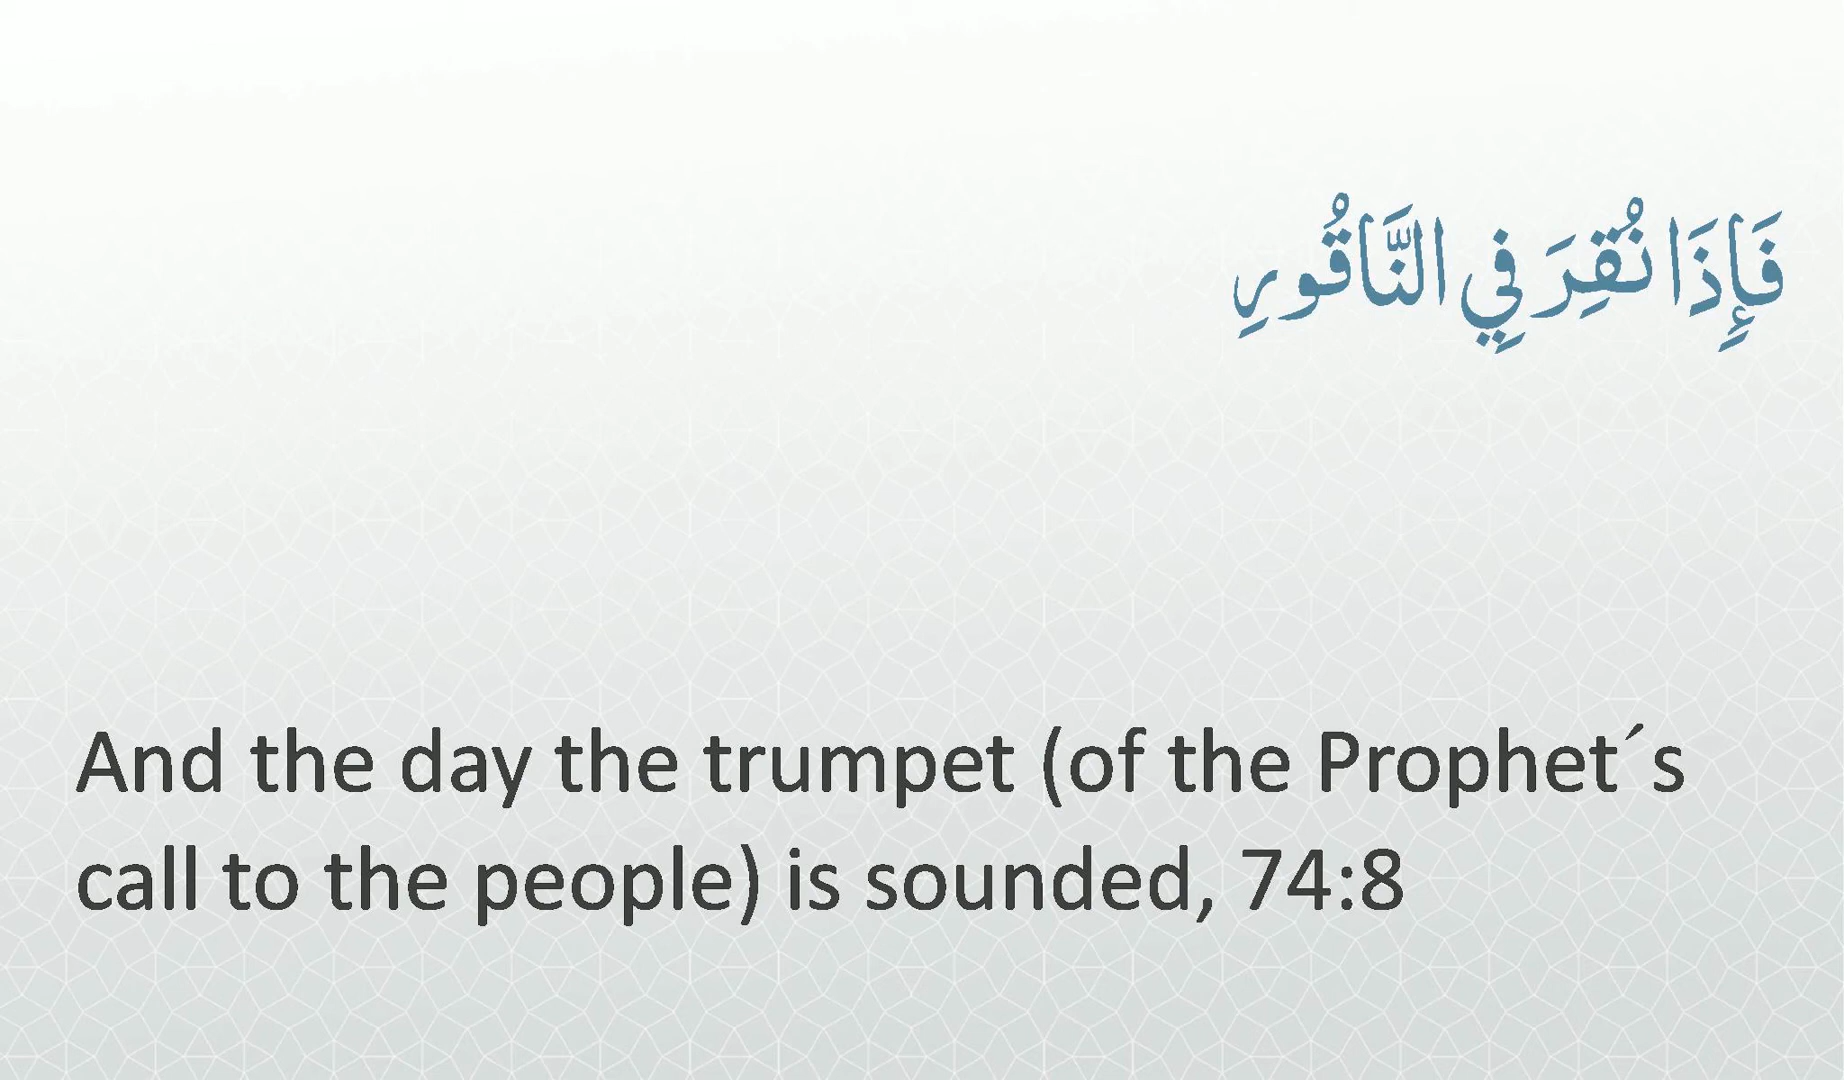 فَإِذَا نُقِرَ فِي النَّاقُورِ
And the day the trumpet (of the Prophet´s
call to the people) is sounded, 74:8